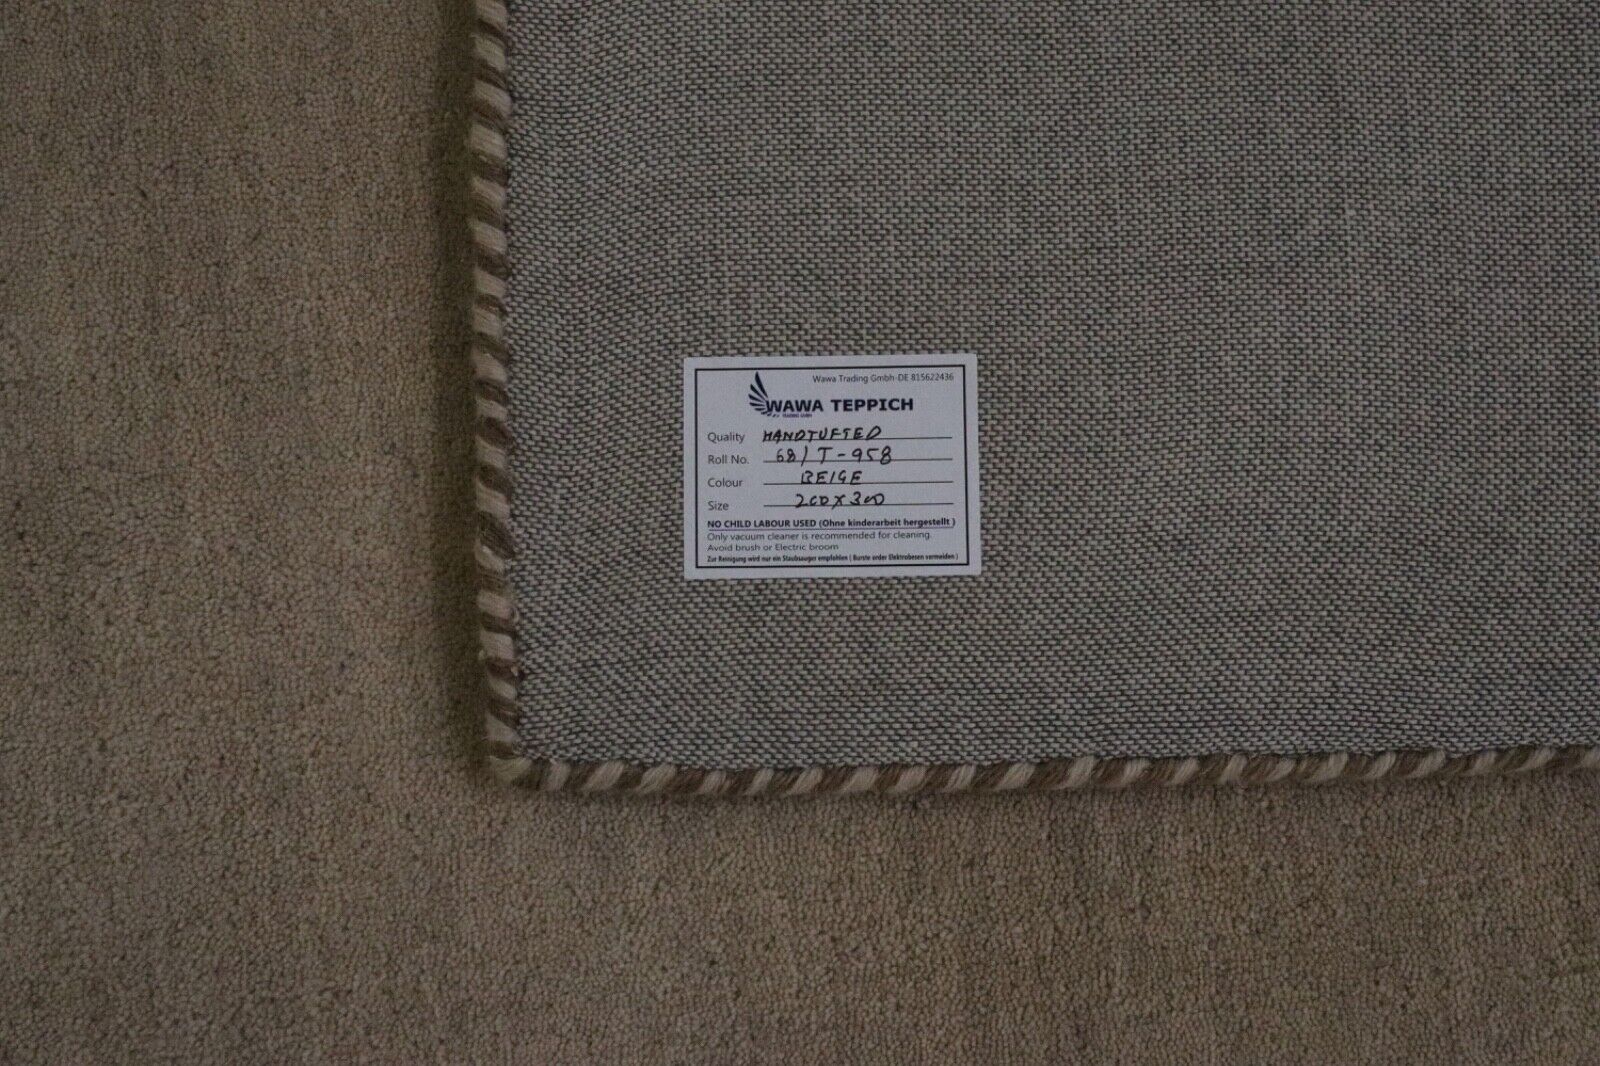 Wawa Trading Gmbh-DE 815622436
WAWA TEPPICH
TRADING GMBH
Quality HANDTUFTED
Roll No. 68/T-958
Colour BEIGE
Size 200x300
NO CHILD LABOUR USED (Ohne kinderarbeit hergestellt )
Only vacuum cleaner is recommended for cleaning.
Avoid brush or Electric broom
Zur Reinigung wird nur ein Staubsauger empfohlen ( Burste order Elektrobesen vermeiden )